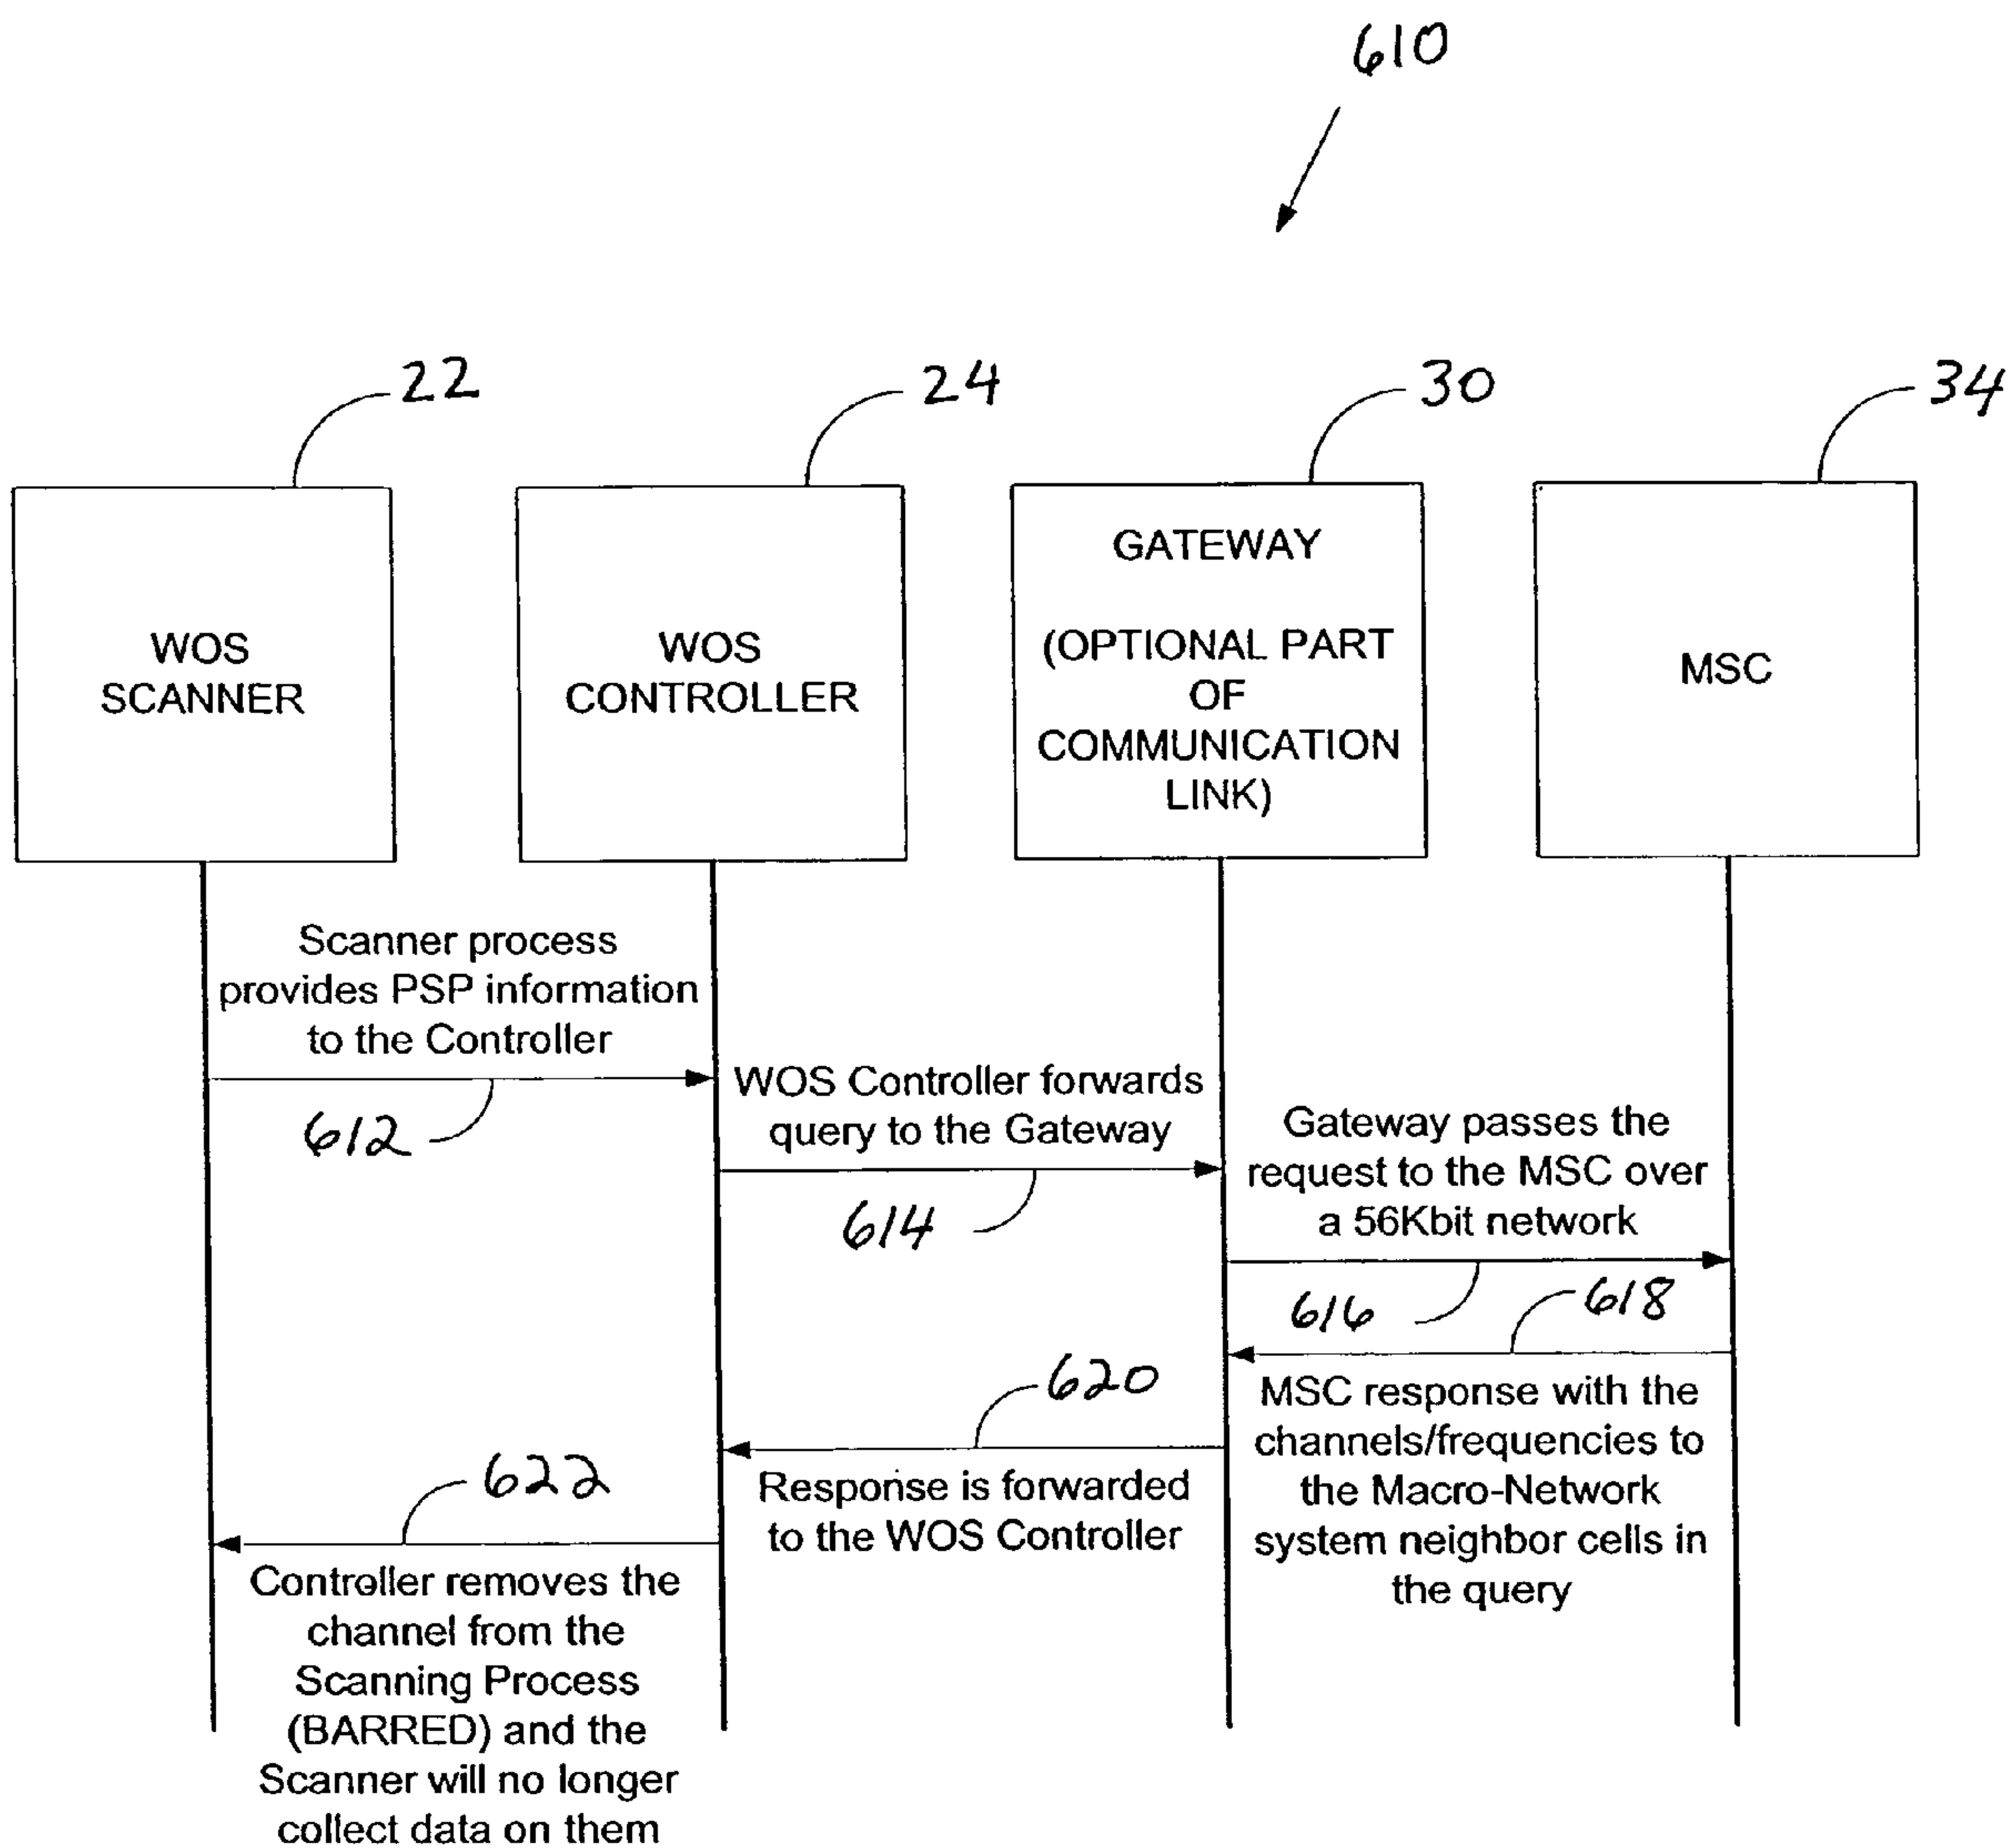 610
22
24
30
34
WOS
SCANNER
WOS
CONTROLLER
GATEWAY
(OPTIONAL PART
OF
COMMUNICATION
LINK)
MSC
Scanner process
provides PSP information
to the Controller
612
WOS Controller forwards
query to the Gateway
614
Gateway passes the
request to the MSC over
a 56Kbit network
616
618
MSC response with the
channels/frequencies to
the Macro-Network
system neighbor cells in
the query
620
Response is forwarded
to the WOS Controller
622
Controller removes the
channel from the
Scanning Process
(BARRED) and the
Scanner will no longer
collect data on them